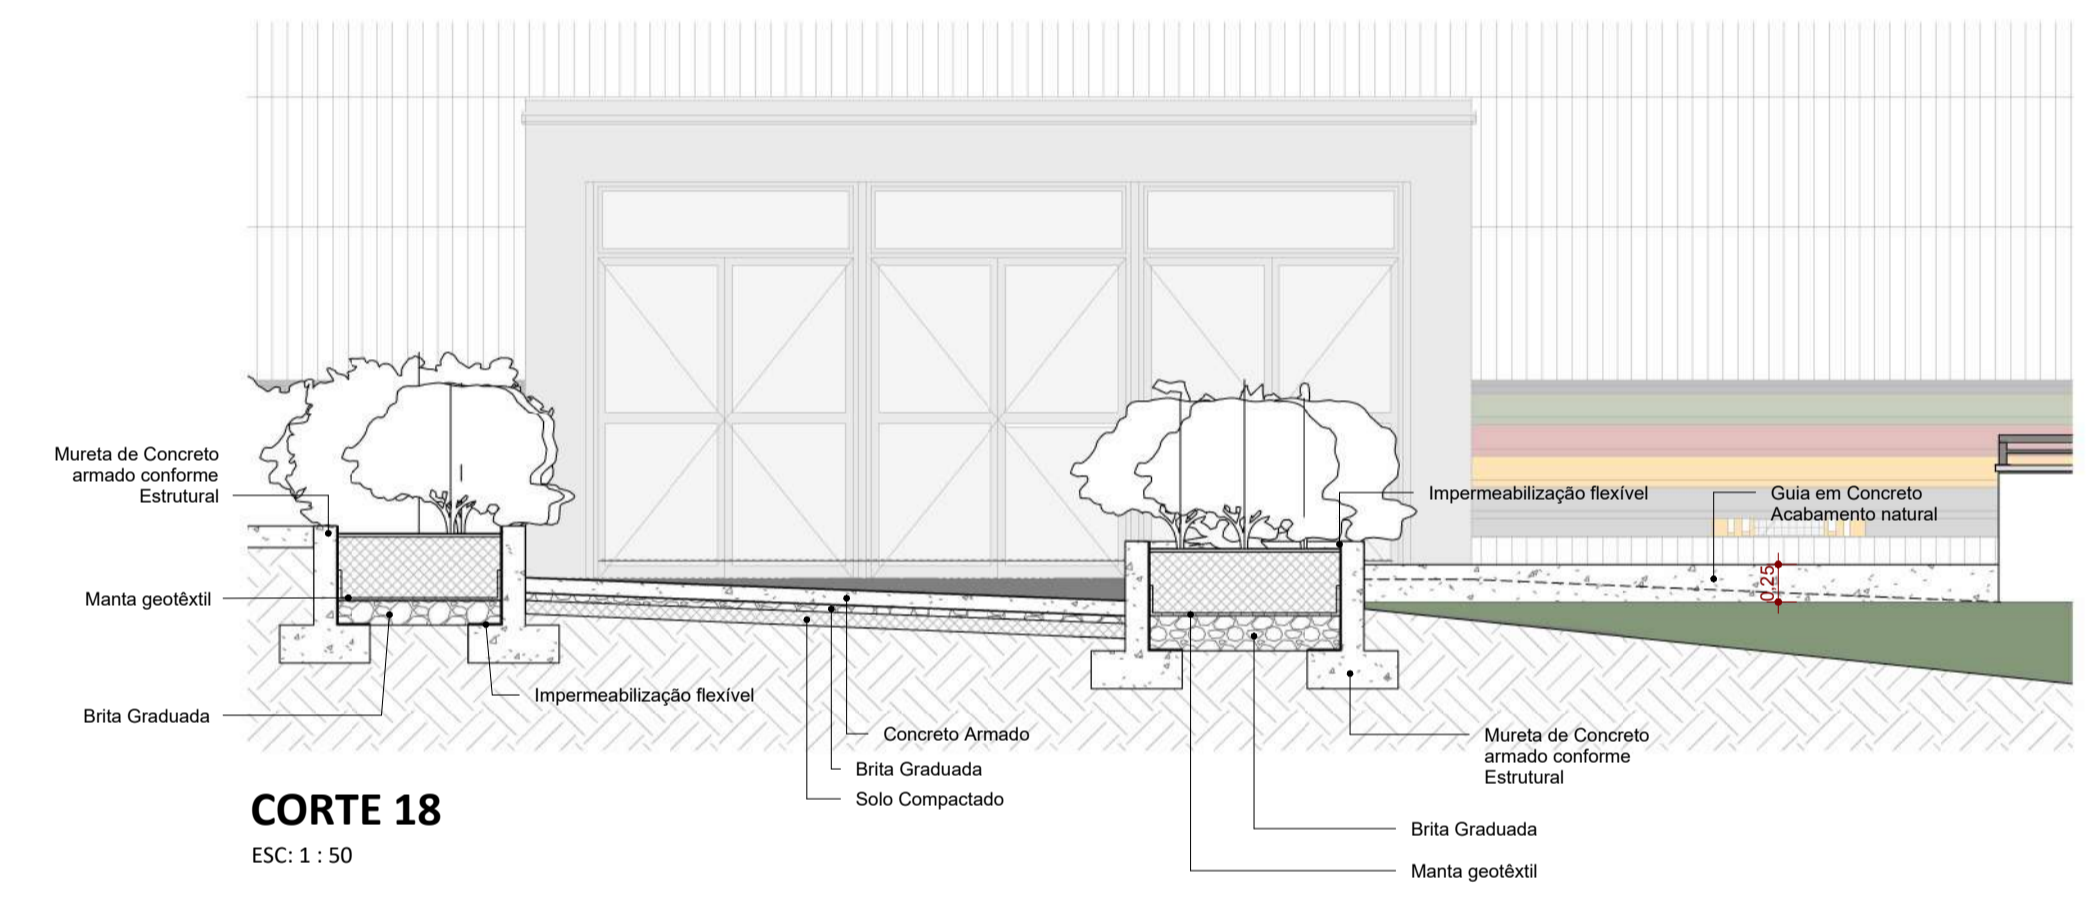 Mureta de Concreto
armado conforme
Estrutural
Manta geotêxtil
Brita Graduada
Impermeabilização flexível
Concreto Armado
Brita Graduada
Solo Compactado
Impermeabilização flexível
Guia em Concreto
Acabamento natural
0,25
Mureta de Concreto
armado conforme
Estrutural
Brita Graduada
Manta geotêxtil
CORTE 18
ESC: 1 : 50